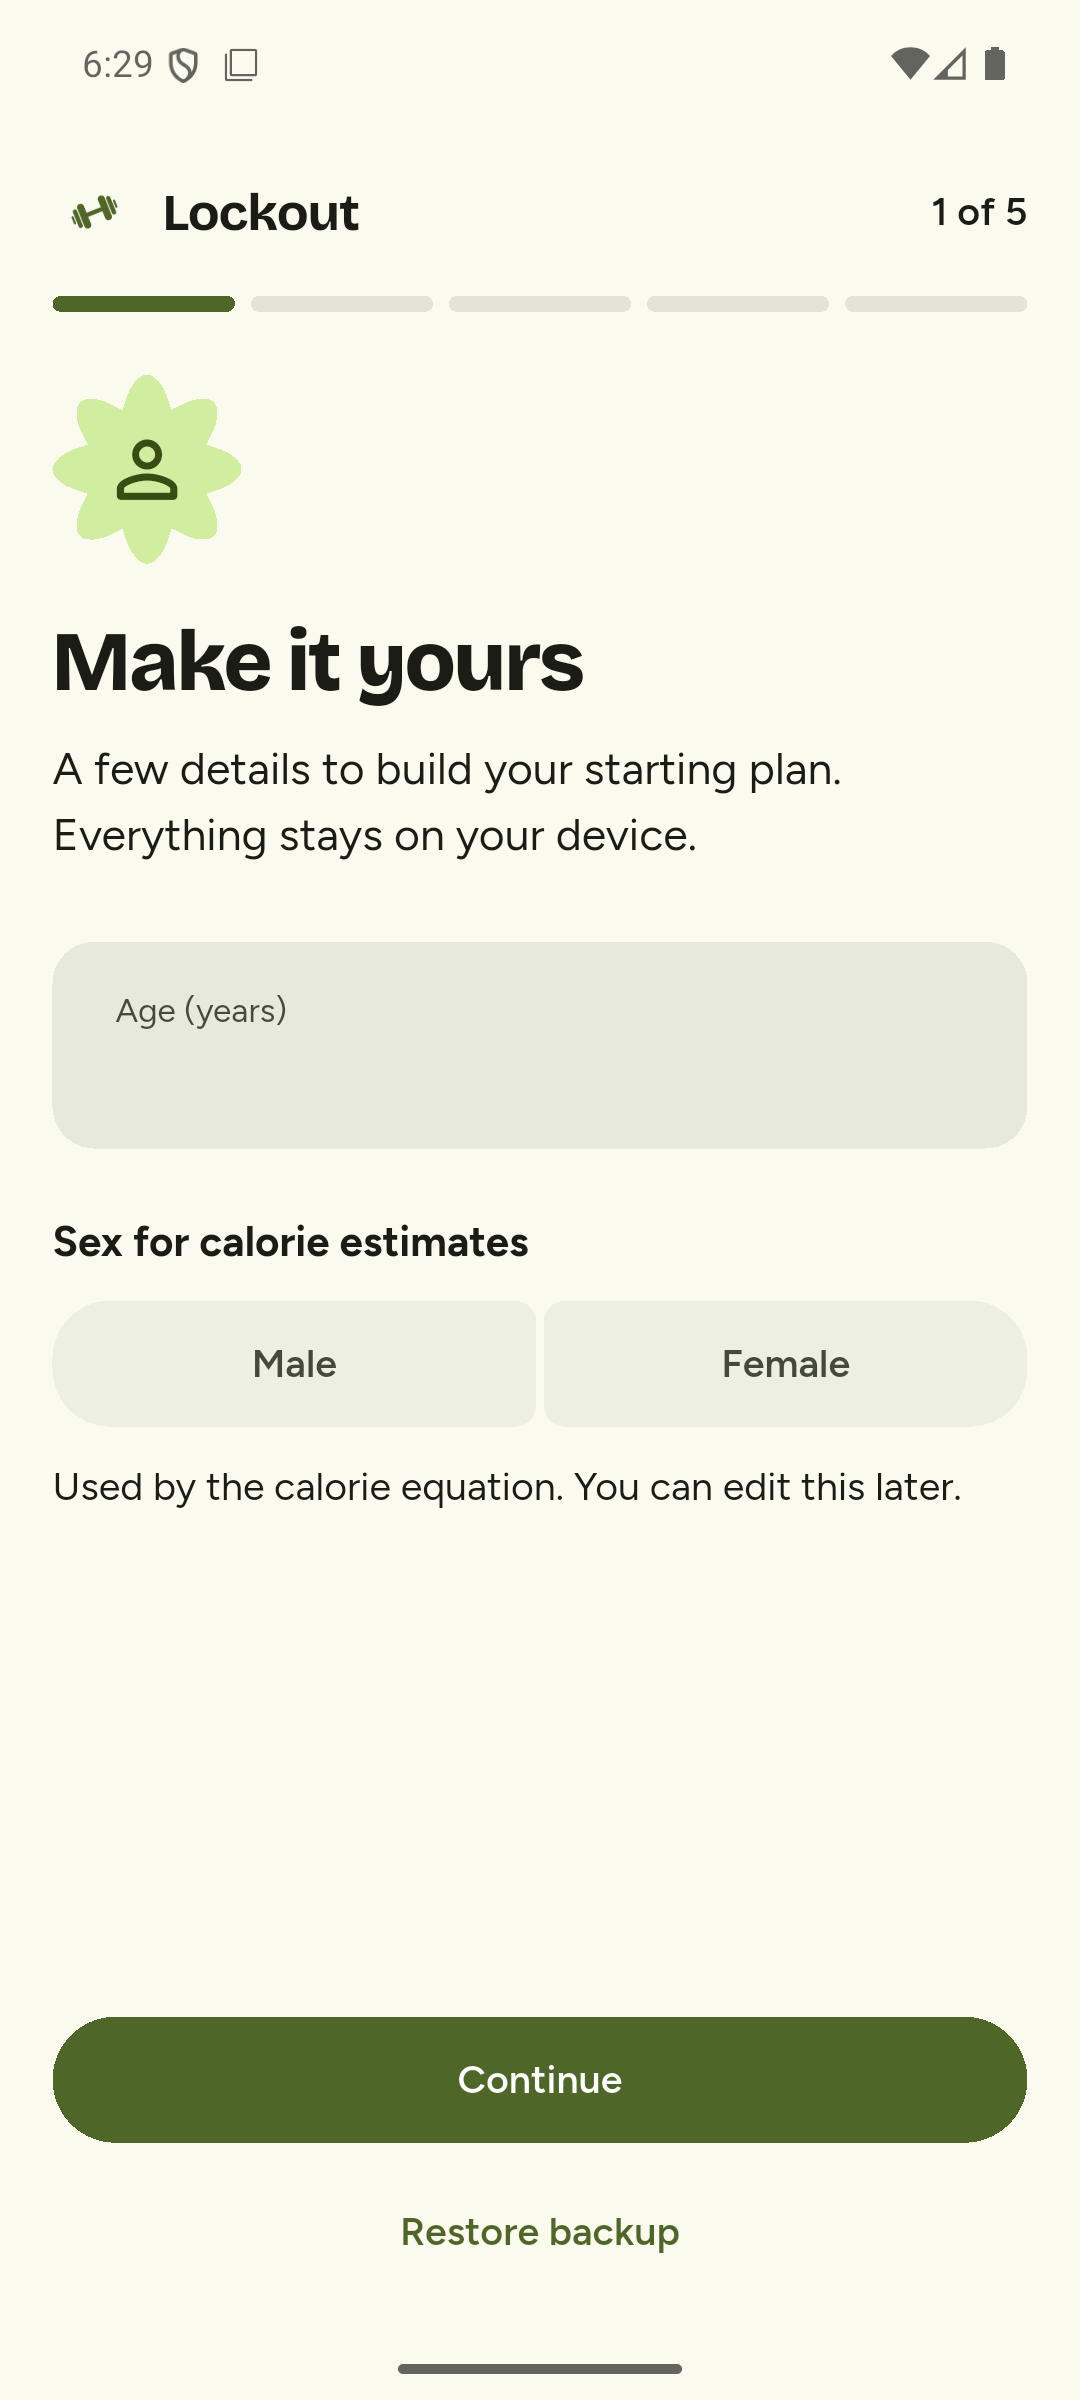 6:29
Lockout
1 of 5
Make it yours
A few details to build your starting plan.
Everything stays on your device.
Age (years)
Sex for calorie estimates
Male
Female
Used by the calorie equation. You can edit this later.
Continue
Restore backup